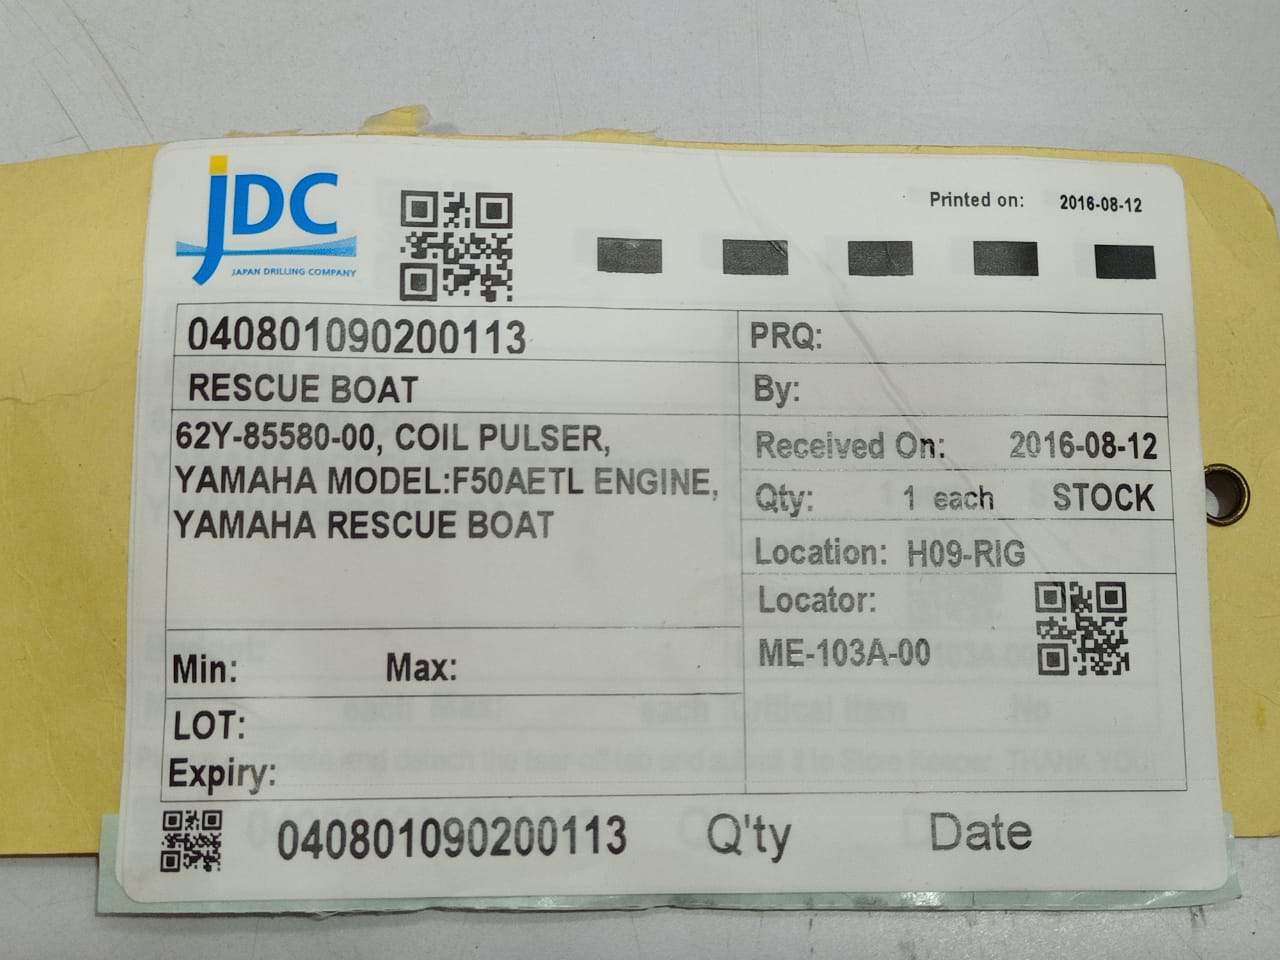 JDC
JAPAN DRILLING COMPANY
Printed on: 2016-08-12
040801090200113
RESCUE BOAT
62Y-85580-00, COIL PULSER,
YAMAHA MODEL:F50AETL ENGINE,
YAMAHA RESCUE BOAT
Min: Max:
LOT:
Expiry:
PRQ:
By:
Received On: 2016-08-12
Qty: 1 each STOCK
Location: H09-RIG
Locator:
ME-103A-00
040801090200113 Q'ty Date